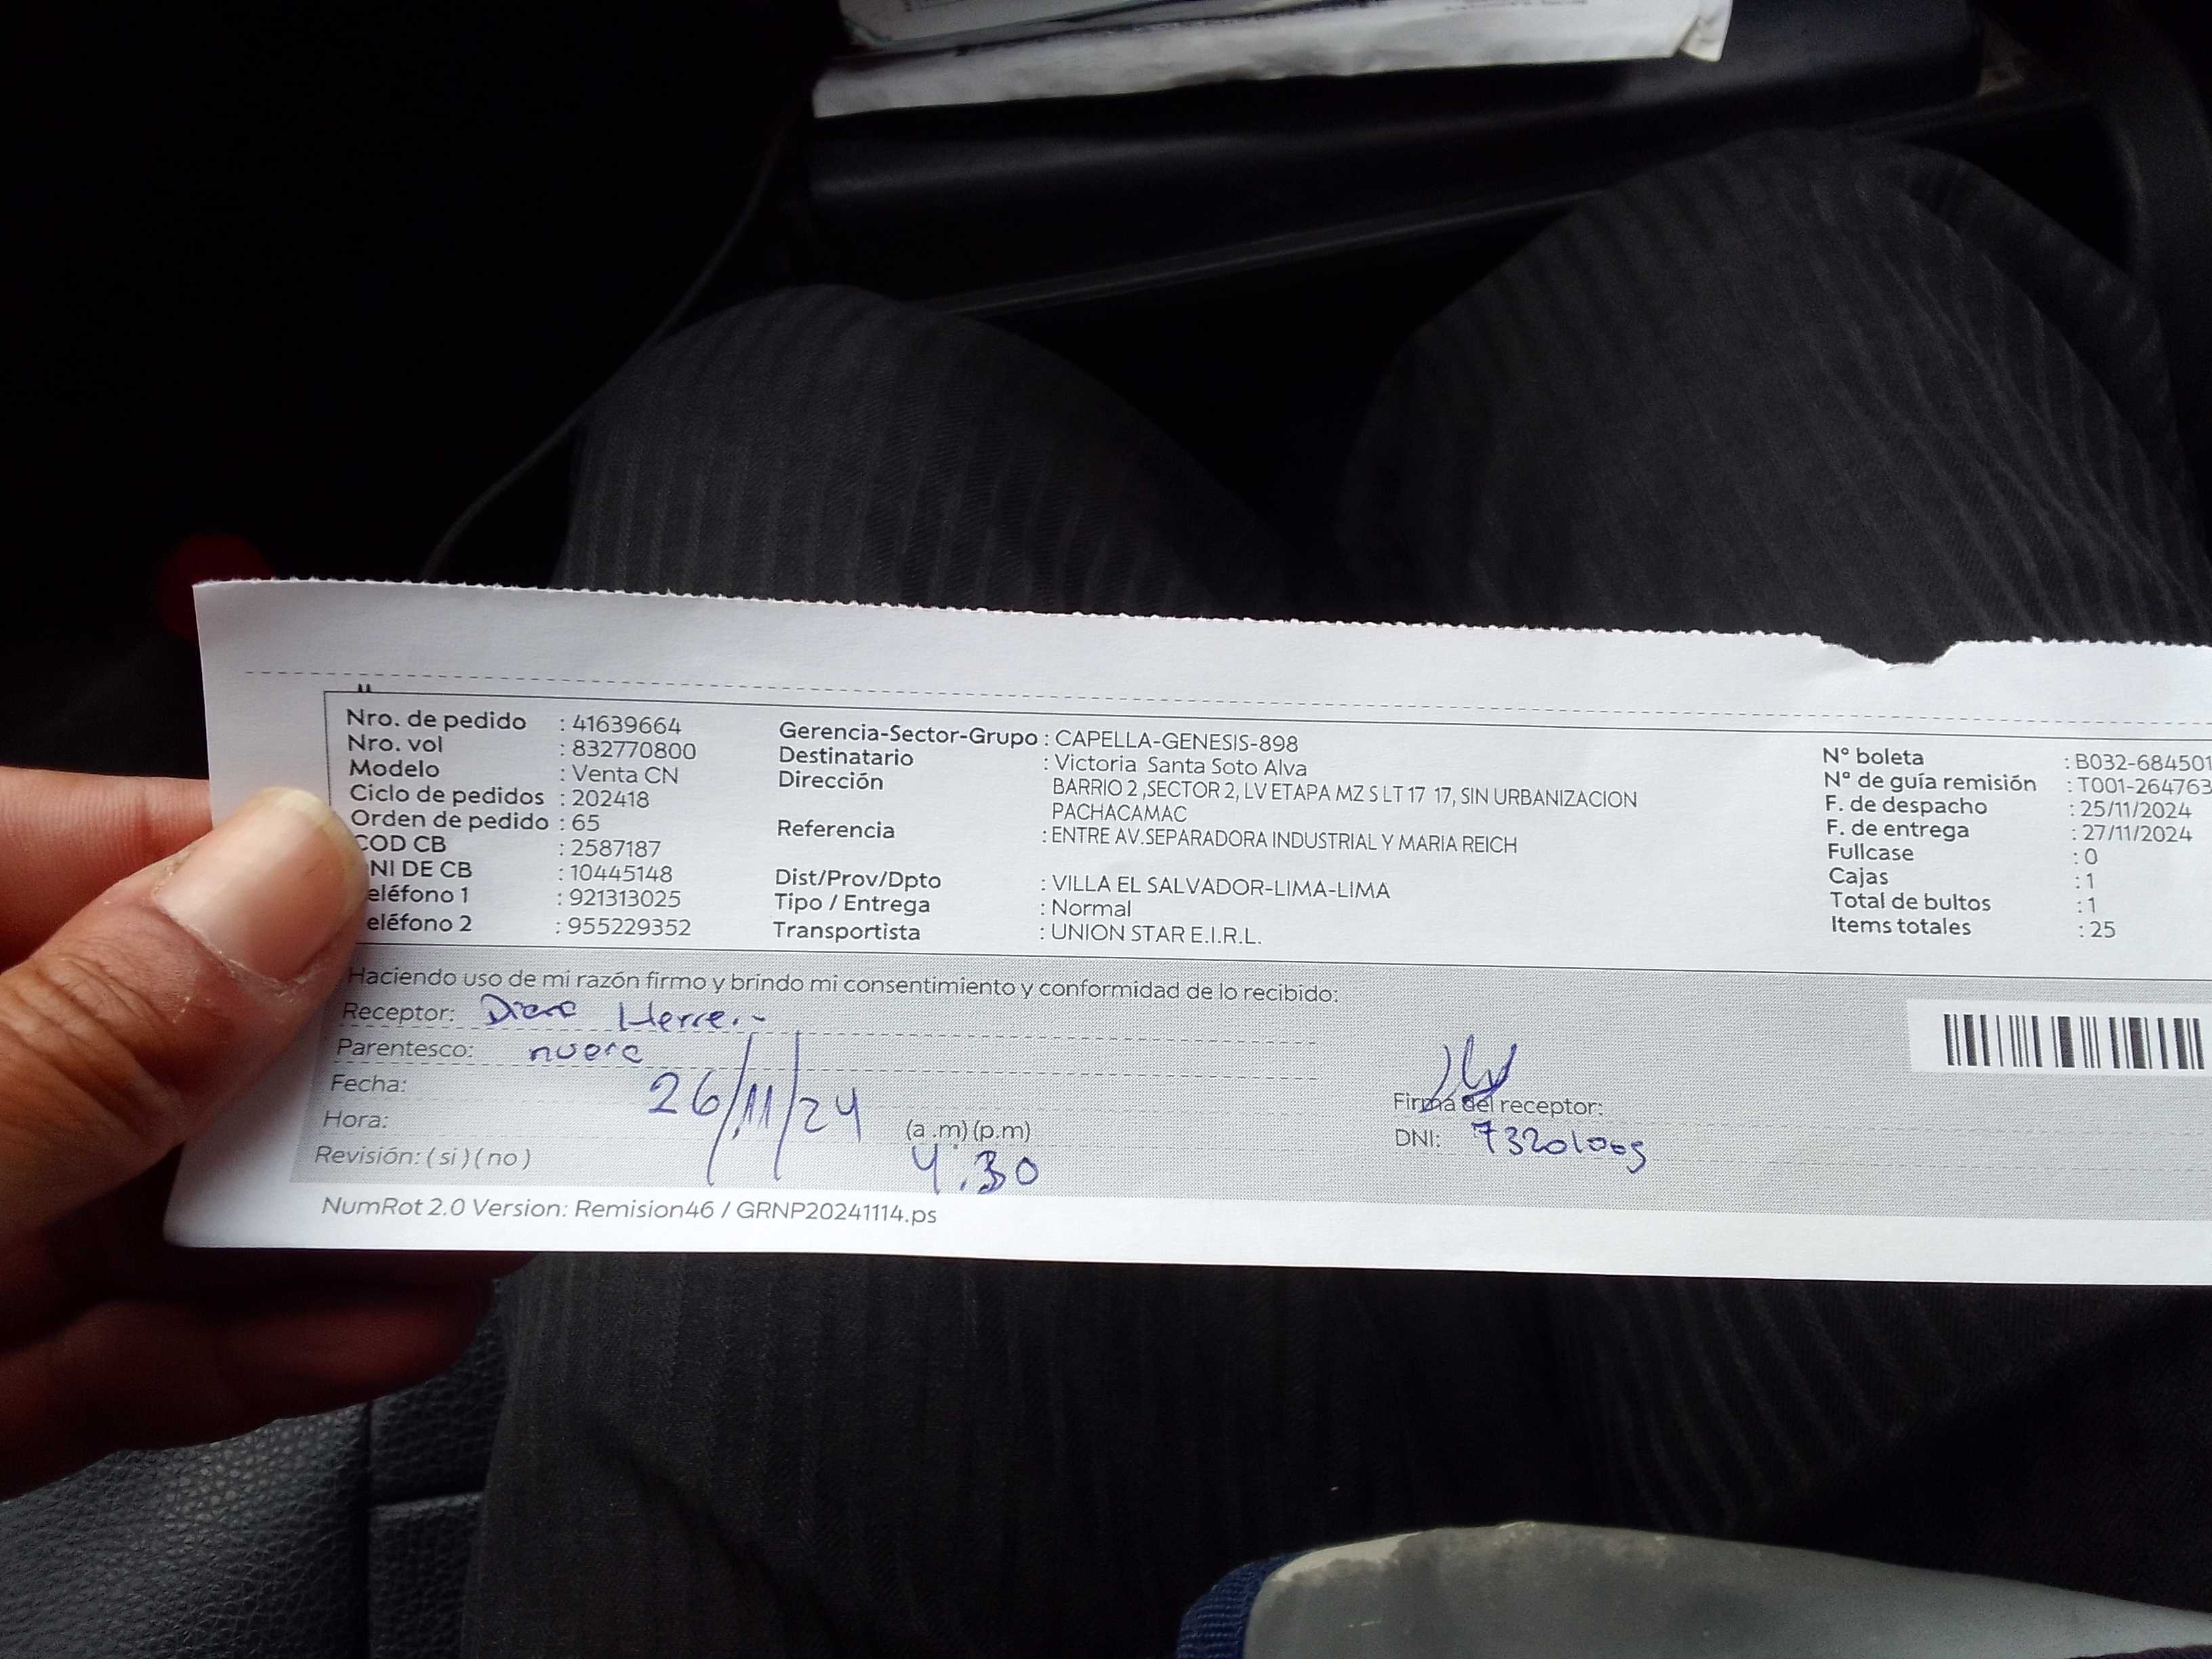 Nro. de pedido : 41639664
Nro. vol : 832770800
Modelo : Venta CN
Ciclo de pedidos : 202418
Orden de pedido : 65
COD CB : 2587187
NI DE CB : 10445148
eléfono 1 : 921313025
eléfono 2 : 955229352
Gerencia-Sector-Grupo : CAPELLA-GENESIS-898
Destinatario : Victoria Santa Soto Alva
Dirección BARRIO 2 ,SECTOR 2, LV ETAPA MZ S LT 17 17, SIN URBANIZACION
PACHACAMAC
Referencia : ENTRE AV.SEPARADORA INDUSTRIAL Y MARIA REICH
Dist/Prov/Dpto : VILLA EL SALVADOR-LIMA-LIMA
Tipo / Entrega : Normal
Transportista : UNION STAR E.I.R.L.
N° boleta : B032-684501
N° de guía remisión : T001-264763
F. de despacho : 25/11/2024
F. de entrega : 27/11/2024
Fullcase : 0
Cajas : 1
Total de bultos : 1
Items totales : 25
Haciendo uso de mi razón firmo y brindo mi consentimiento y conformidad de lo recibido:
Receptor:
Parentesco: nuera
Fecha: 26/11/24
Hora: (a .m) (p.m) 4.30
Revisión: ( si ) ( no )
Firma del receptor:
DNI: 73201005
NumRot 2.0 Version: Remision46 / GRNP20241114.ps